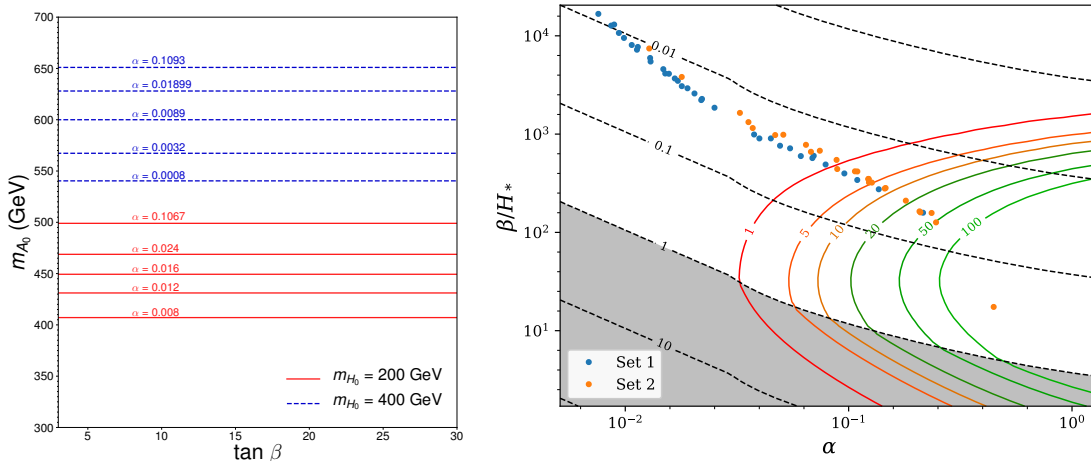 700
650
600
550
500
450
400
350
300
m_{A_0} (GeV)
α = 0.1093
α = 0.01899
α = 0.0089
α = 0.0032
α = 0.0008
α = 0.1067
α = 0.024
α = 0.016
α = 0.012
α = 0.008
m_{H_0} = 200 GeV
m_{H_0} = 400 GeV
5 10 15 20 25 30
tan β
10^4
10^3
10^2
10^1
β/H_*
0.01
0.1
1
10
1
5
10
20
50
100
Set 1
Set 2
10^{-2} 10^{-1} 10^0
α